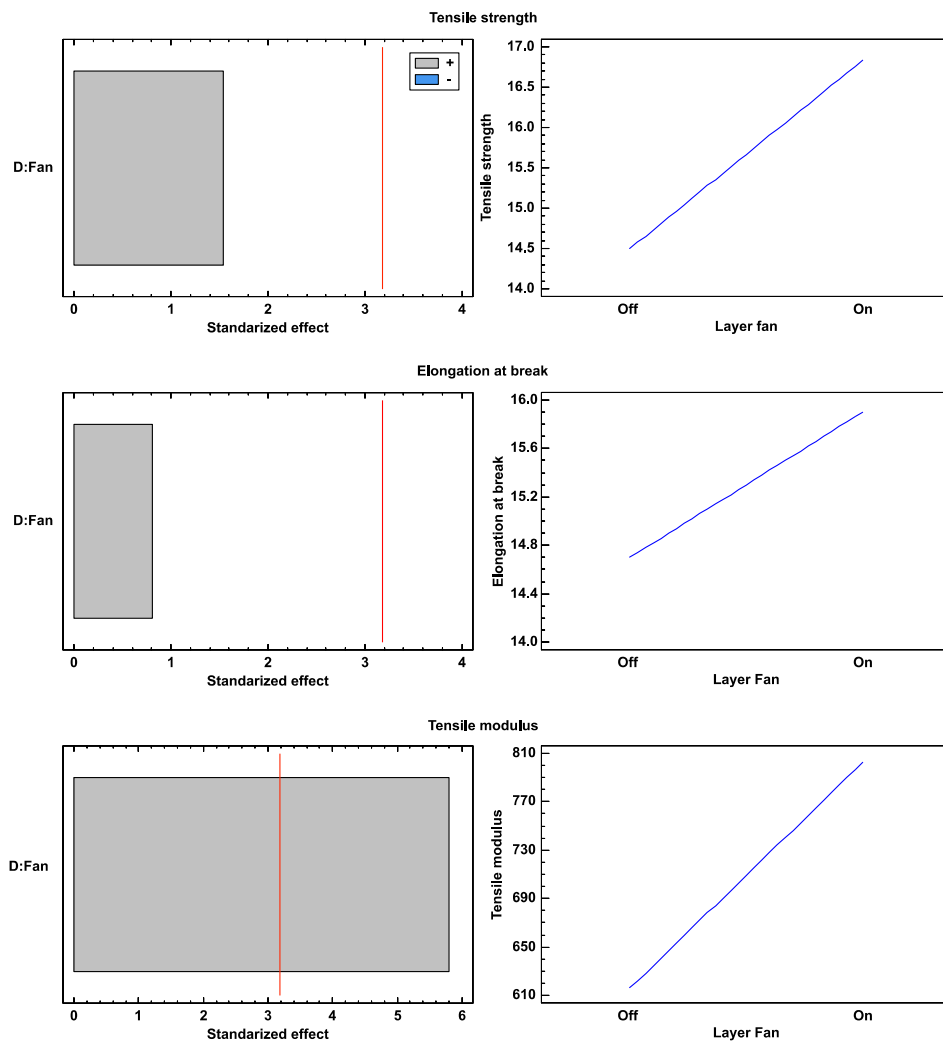 Tensile strength
+
-
D:Fan
0 1 2 3 4
Standarized effect
Tensile strength
17.0
16.5
16.0
15.5
15.0
14.5
14.0
Off On
Layer fan
Elongation at break
D:Fan
0 1 2 3 4
Standarized effect
Elongation at break
16.0
15.6
15.2
14.8
14.4
14.0
Off On
Layer Fan
Tensile modulus
D:Fan
0 1 2 3 4 5 6
Standarized effect
Tensile modulus
810
770
730
690
650
610
Off On
Layer Fan